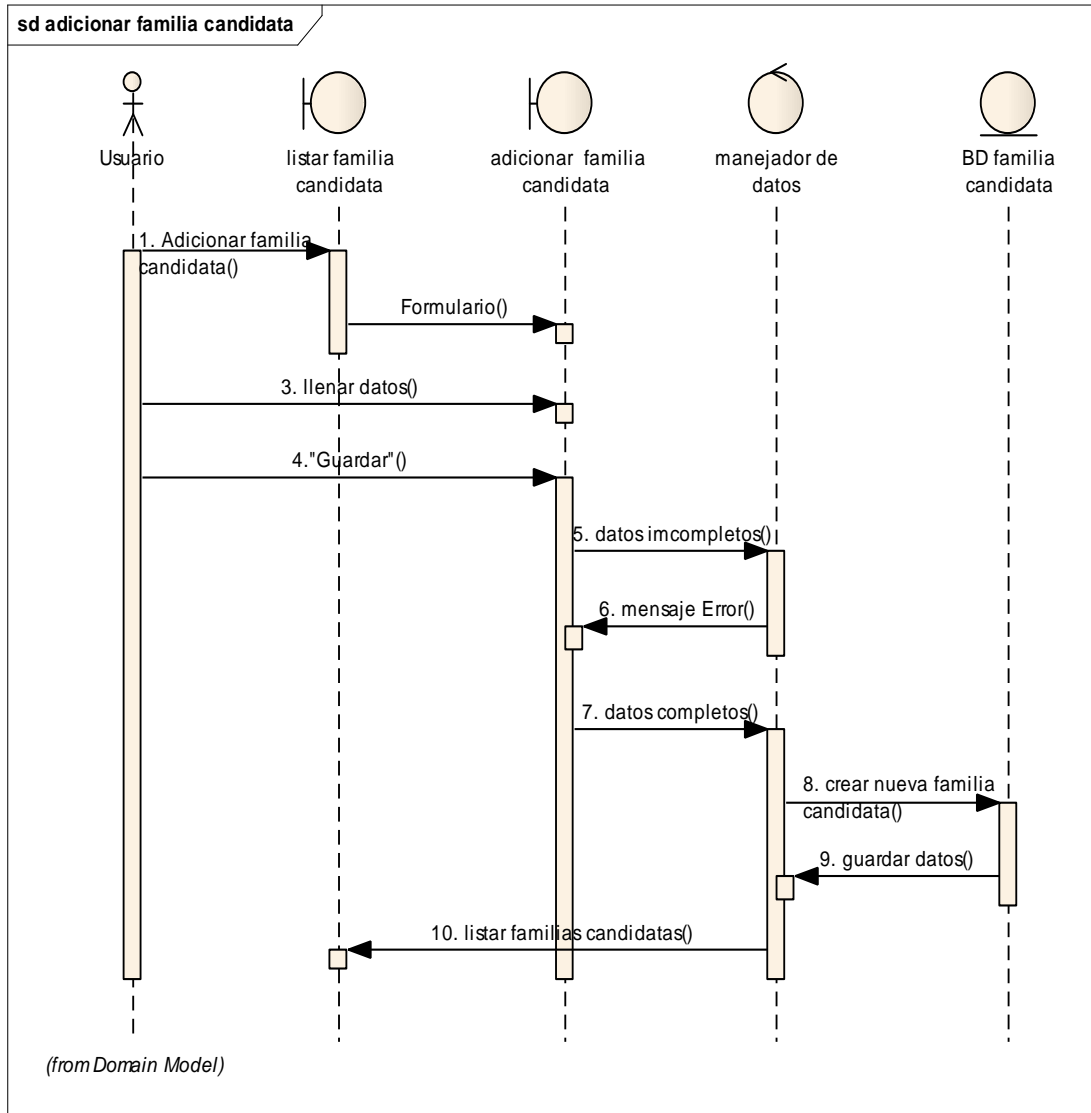 sd adicionar familia candidata
Usuario
listar familia
candidata
adicionar familia
candidata
manejador de
datos
BD familia
candidata
1. Adicionar familia
candidata()
Formulario()
3. llenar datos()
4."Guardar"()
5. datos imcompletos()
6. mensaje Error()
7. datos completos()
8. crear nueva familia
candidata()
9. guardar datos()
10. listar familias candidatas()
(from Domain Model)